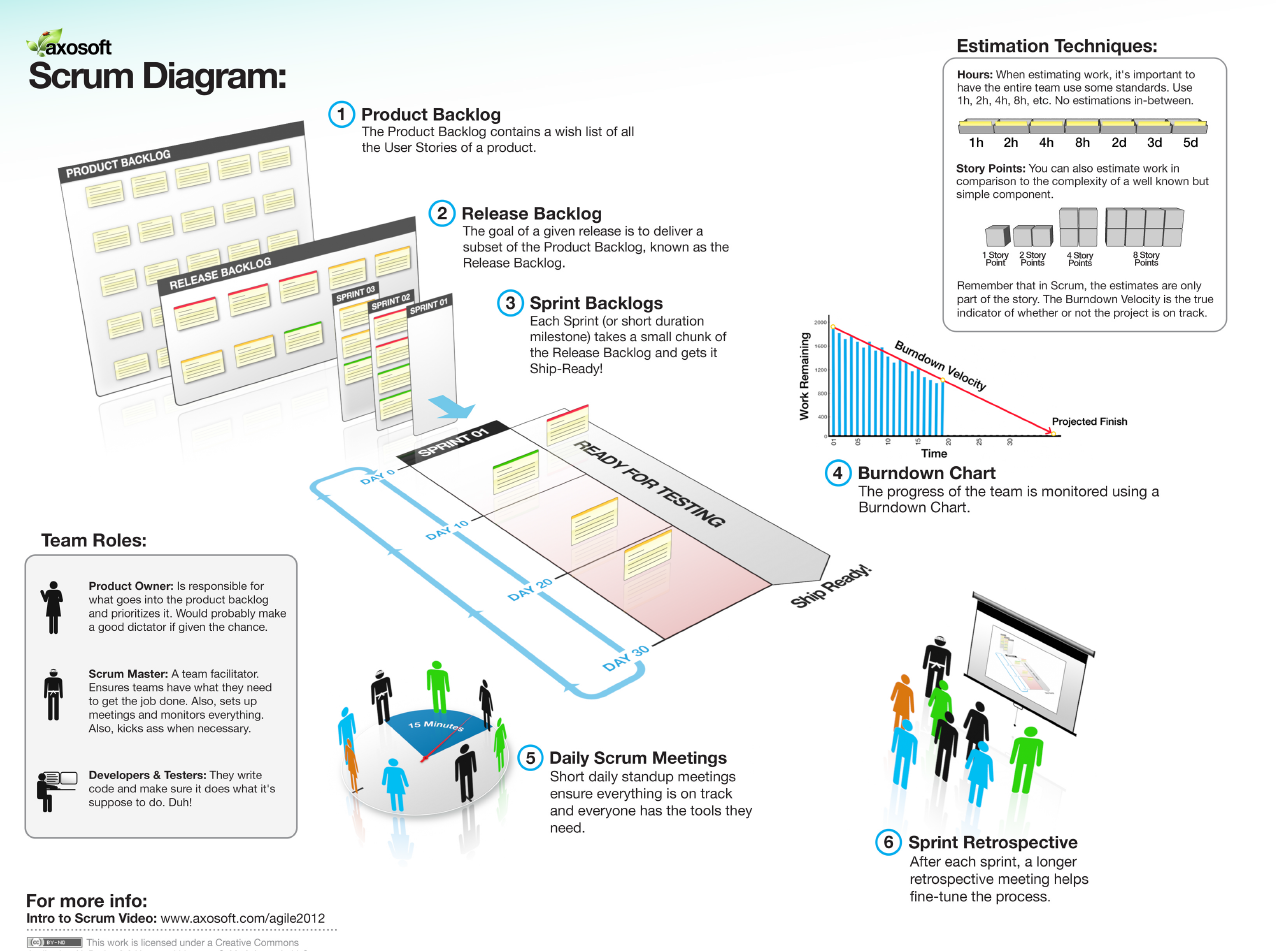 axosoft
Scrum Diagram:
1 Product Backlog
The Product Backlog contains a wish list of all
the User Stories of a product.
PRODUCT BACKLOG
2 Release Backlog
The goal of a given release is to deliver a
subset of the Product Backlog, known as the
Release Backlog.
RELEASE BACKLOG
3 Sprint Backlogs
Each Sprint (or short duration
milestone) takes a small chunk of
the Release Backlog and gets it
Ship-Ready!
SPRINT 03
SPRINT 02
SPRINT 01
Estimation Techniques:
Hours: When estimating work, it's important to
have the entire team use some standards. Use
1h, 2h, 4h, 8h, etc. No estimations in-between.
1h 2h 4h 8h 2d 3d 5d
Story Points: You can also estimate work in
comparison to the complexity of a well known but
simple component.
1 Story
Point
2 Story
Points
4 Story
Points
8 Story
Points
Remember that in Scrum, the estimates are only
part of the story. The Burndown Velocity is the true
indicator of whether or not the project is on track.
Work Remaining
2000
1600
1200
800
400
0
Burndown Velocity
Projected Finish
01 05 10 15 20 25 30
Time
4 Burndown Chart
The progress of the team is monitored using a
Burndown Chart.
SPRINT 01
READY FOR TESTING
Ship Ready!
DAY 0
DAY 10
DAY 20
DAY 30
Team Roles:
Product Owner: Is responsible for
what goes into the product backlog
and prioritizes it. Would probably make
a good dictator if given the chance.
Scrum Master: A team facilitator.
Ensures teams have what they need
to get the job done. Also, sets up
meetings and monitors everything.
Also, kicks ass when necessary.
Developers & Testers: They write
code and make sure it does what it's
suppose to do. Duh!
15 Minutes
5 Daily Scrum Meetings
Short daily standup meetings
ensure everything is on track
and everyone has the tools they
need.
6 Sprint Retrospective
After each sprint, a longer
retrospective meeting helps
fine-tune the process.
For more info:
Intro to Scrum Video: www.axosoft.com/agile2012
(cc) BY-ND This work is licensed under a Creative Commons